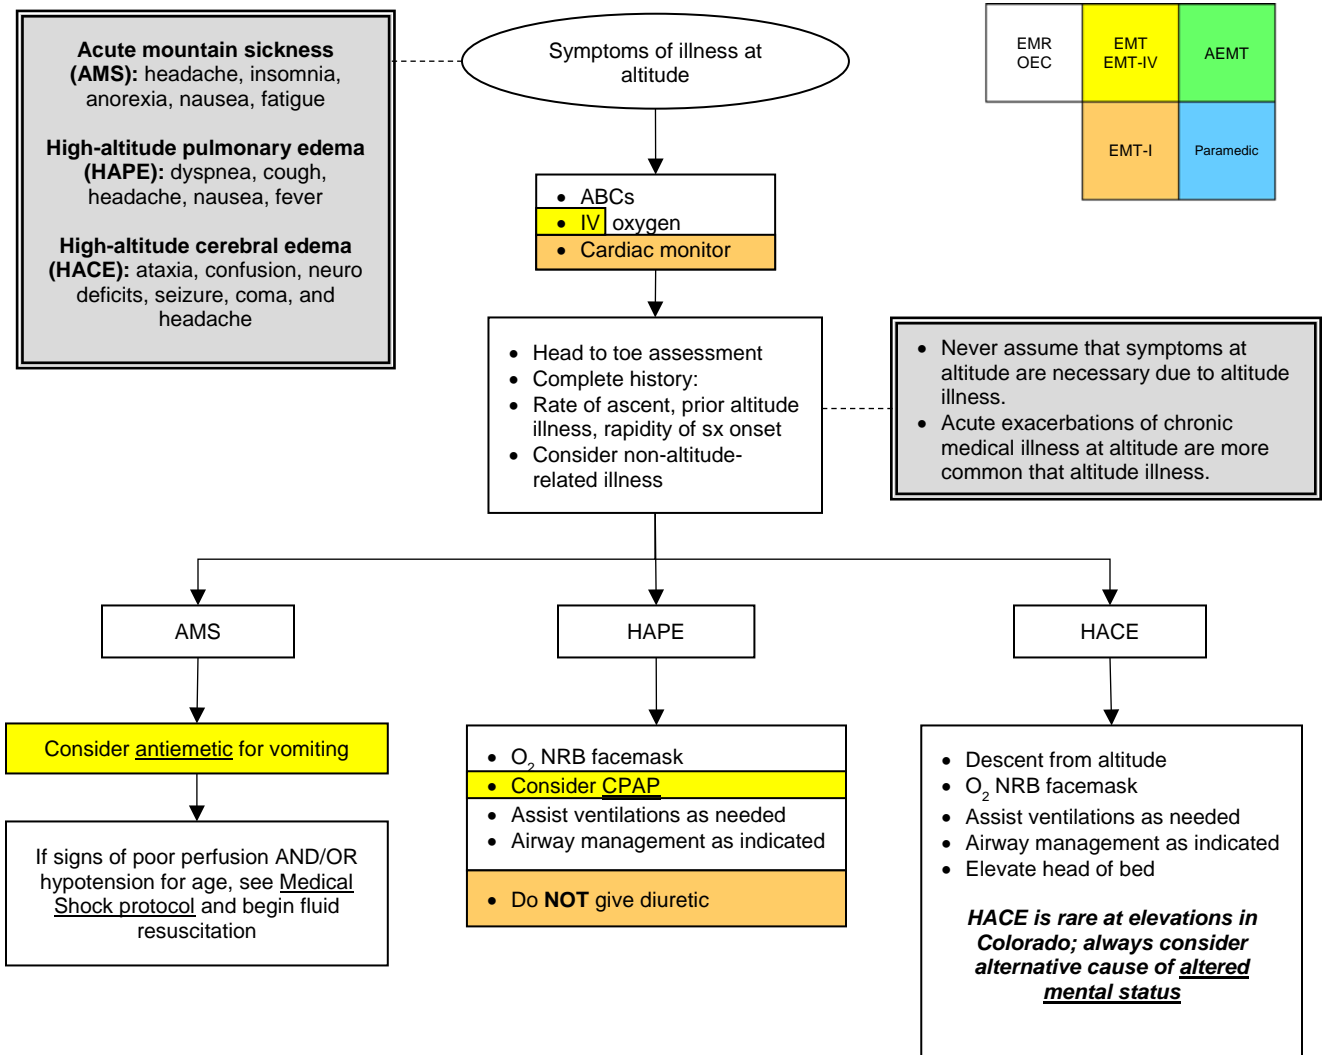 Acute mountain sickness
(AMS): headache, insomnia,
anorexia, nausea, fatigue
High-altitude pulmonary edema
(HAPE): dyspnea, cough,
headache, nausea, fever
High-altitude cerebral edema
(HACE): ataxia, confusion, neuro
deficits, seizure, coma, and
headache
Symptoms of illness at
altitude
EMR
OEC
EMT
EMT-IV
AEMT
EMT-I
Paramedic
• ABCs
• IV oxygen
• Cardiac monitor
• Head to toe assessment
• Complete history:
• Rate of ascent, prior altitude
illness, rapidity of sx onset
• Consider non-altitude-
related illness
• Never assume that symptoms at
altitude are necessary due to altitude
illness.
• Acute exacerbations of chronic
medical illness at altitude are more
common that altitude illness.
AMS
HAPE
HACE
Consider antiemetic for vomiting
If signs of poor perfusion AND/OR
hypotension for age, see Medical
Shock protocol and begin fluid
resuscitation
• O2 NRB facemask
• Consider CPAP
• Assist ventilations as needed
• Airway management as indicated
• Do NOT give diuretic
• Descent from altitude
• O2 NRB facemask
• Assist ventilations as needed
• Airway management as indicated
• Elevate head of bed
HACE is rare at elevations in
Colorado; always consider
alternative cause of altered
mental status